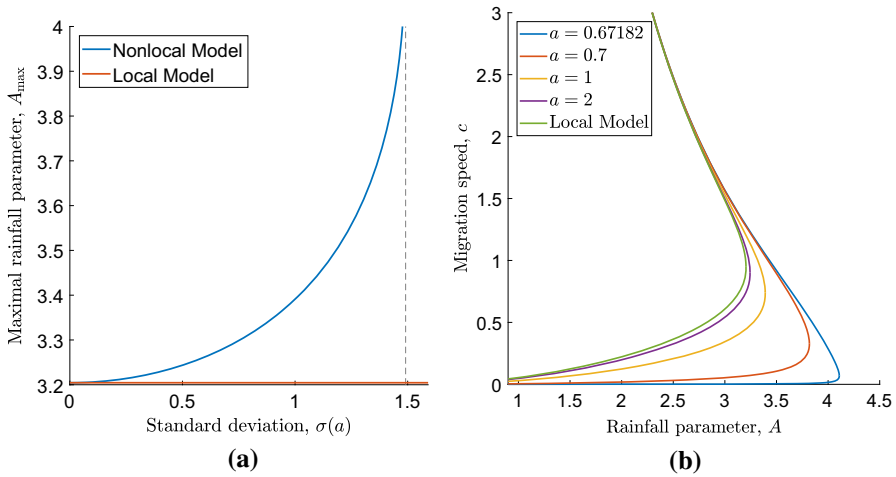 4
3.9
3.8
3.7
3.6
3.5
3.4
3.3
3.2
Maximal rainfall parameter, A_max
Nonlocal Model
Local Model
0
0.5
1
1.5
Standard deviation, σ(a)
(a)
3
2.5
2
1.5
1
0.5
0
Migration speed, c
a = 0.67182
a = 0.7
a = 1
a = 2
Local Model
1
1.5
2
2.5
3
3.5
4
4.5
Rainfall parameter, A
(b)